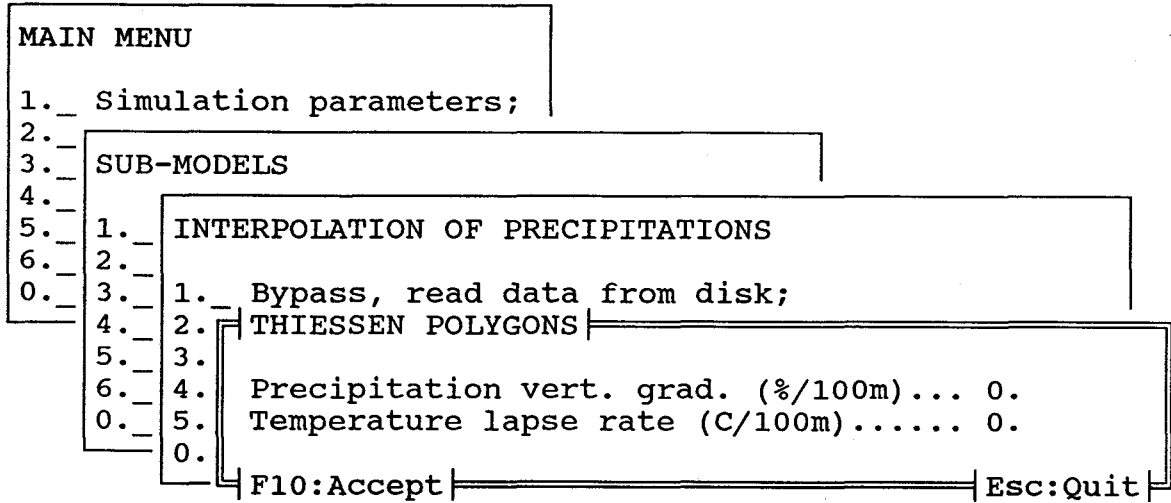 MAIN MENU
1._ Simulation parameters;
2._
3._ SUB-MODELS
4._
5._ 1._ INTERPOLATION OF PRECIPITATIONS
6._ 2._
0._ 3._ 1._ Bypass, read data from disk;
4._ 2. THIESSEN POLYGONS
5._ 3.
6._ 4. Precipitation vert. grad. (%/100m)... 0.
0._ 5. Temperature lapse rate (C/100m)...... 0.
0.
F10:Accept Esc:Quit